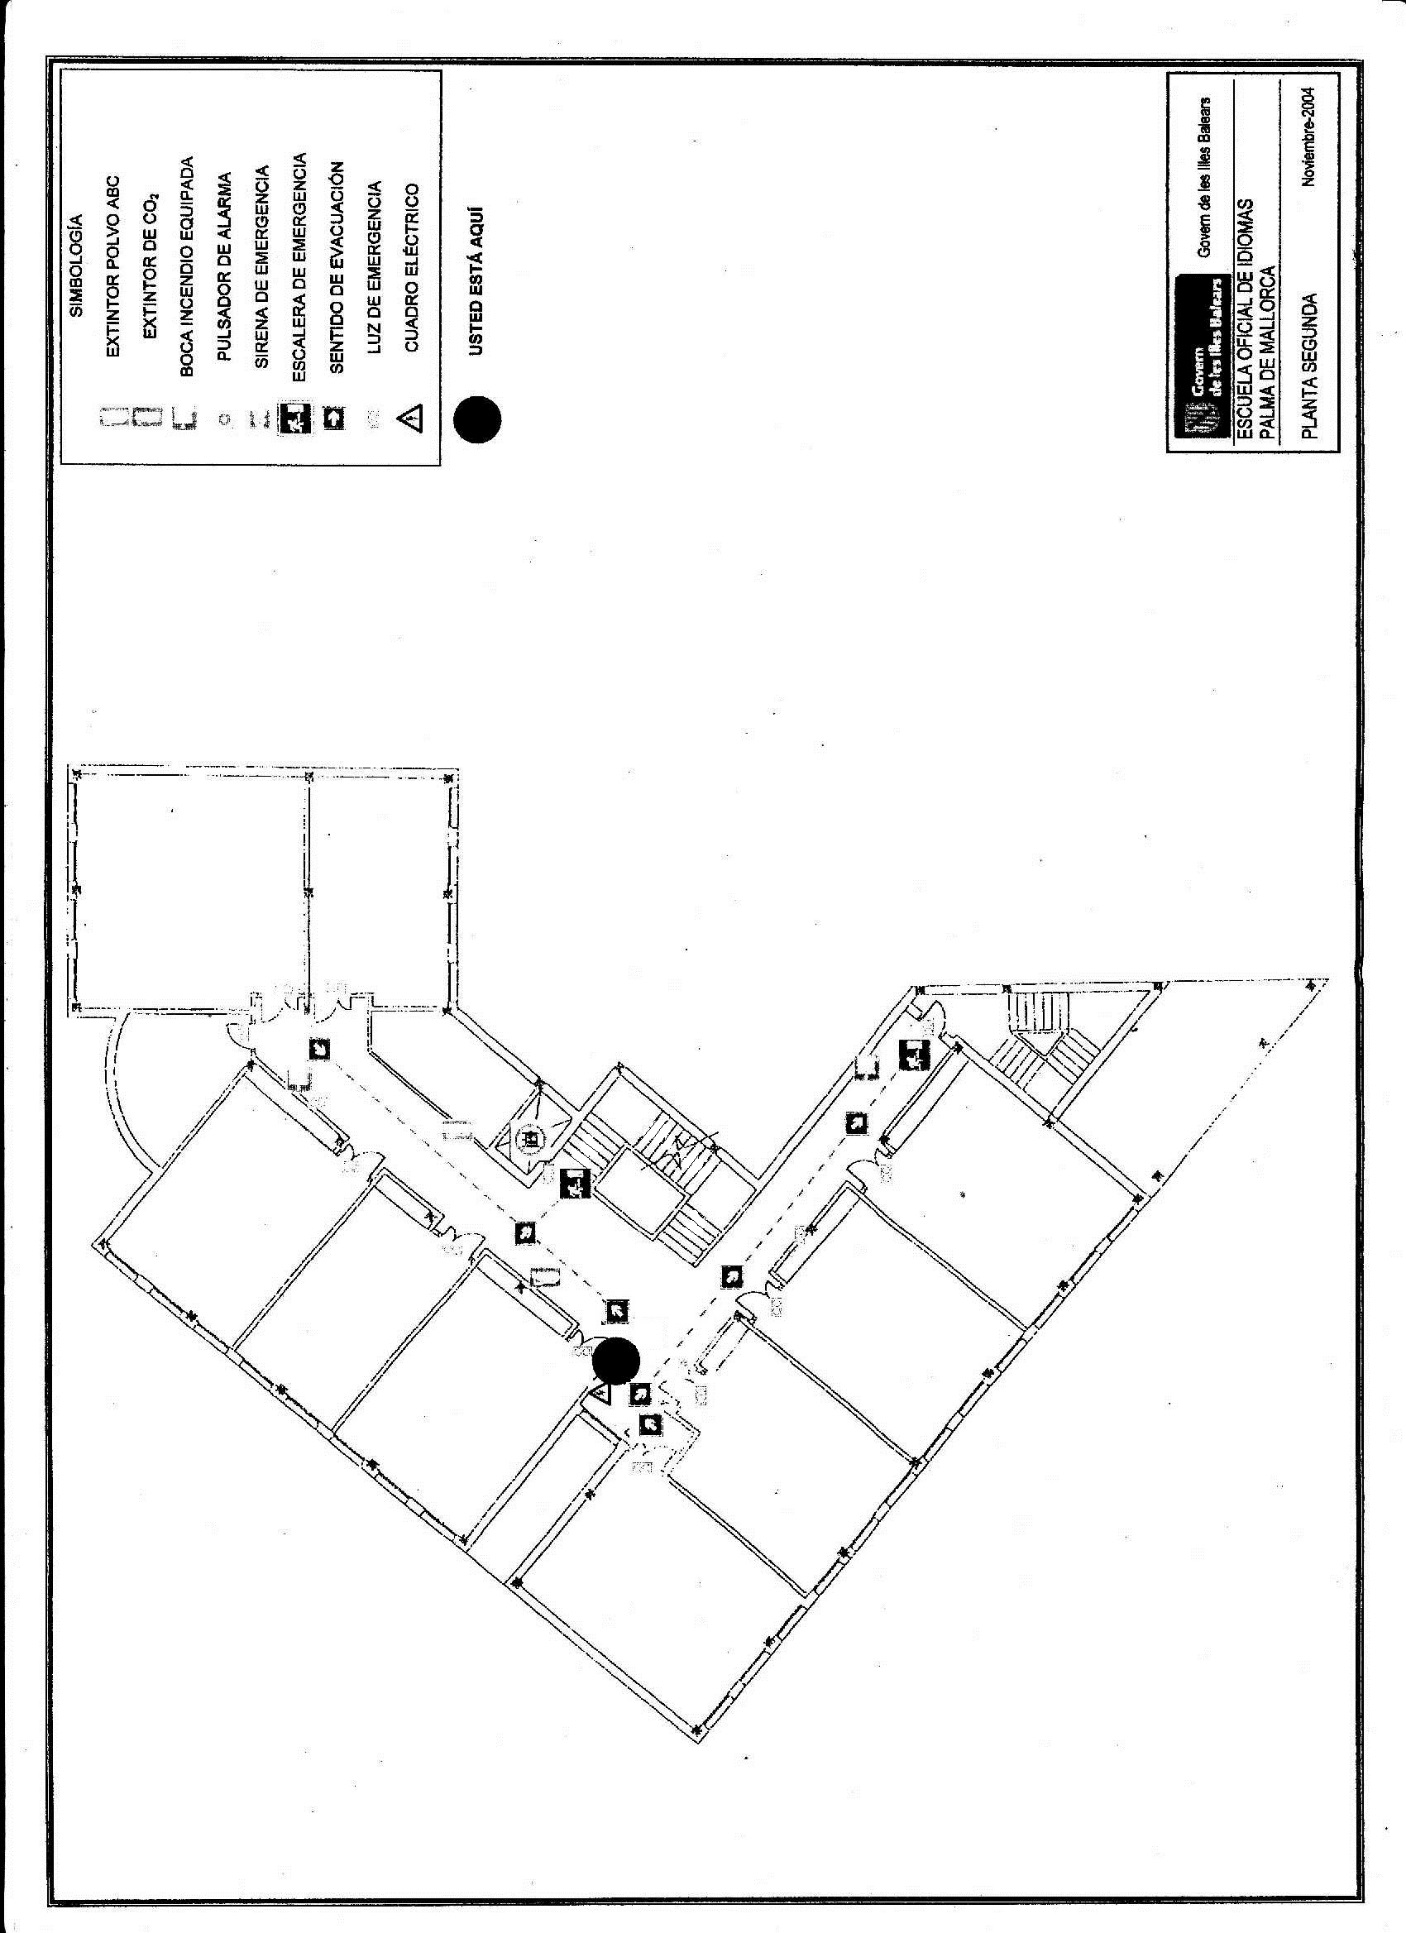 SIMBOLOGÍA
EXTINTOR POLVO ABC
EXTINTOR DE CO₂
BOCA INCENDIO EQUIPADA
PULSADOR DE ALARMA
SIRENA DE EMERGENCIA
ESCALERA DE EMERGENCIA
SENTIDO DE EVACUACIÓN
LUZ DE EMERGENCIA
CUADRO ELÉCTRICO
USTED ESTÁ AQUÍ
Govern
de les Illes Balears
Govern de les Illes Balears
ESCUELA OFICIAL DE IDIOMAS
PALMA DE MALLORCA
PLANTA SEGUNDA Noviembre-2004